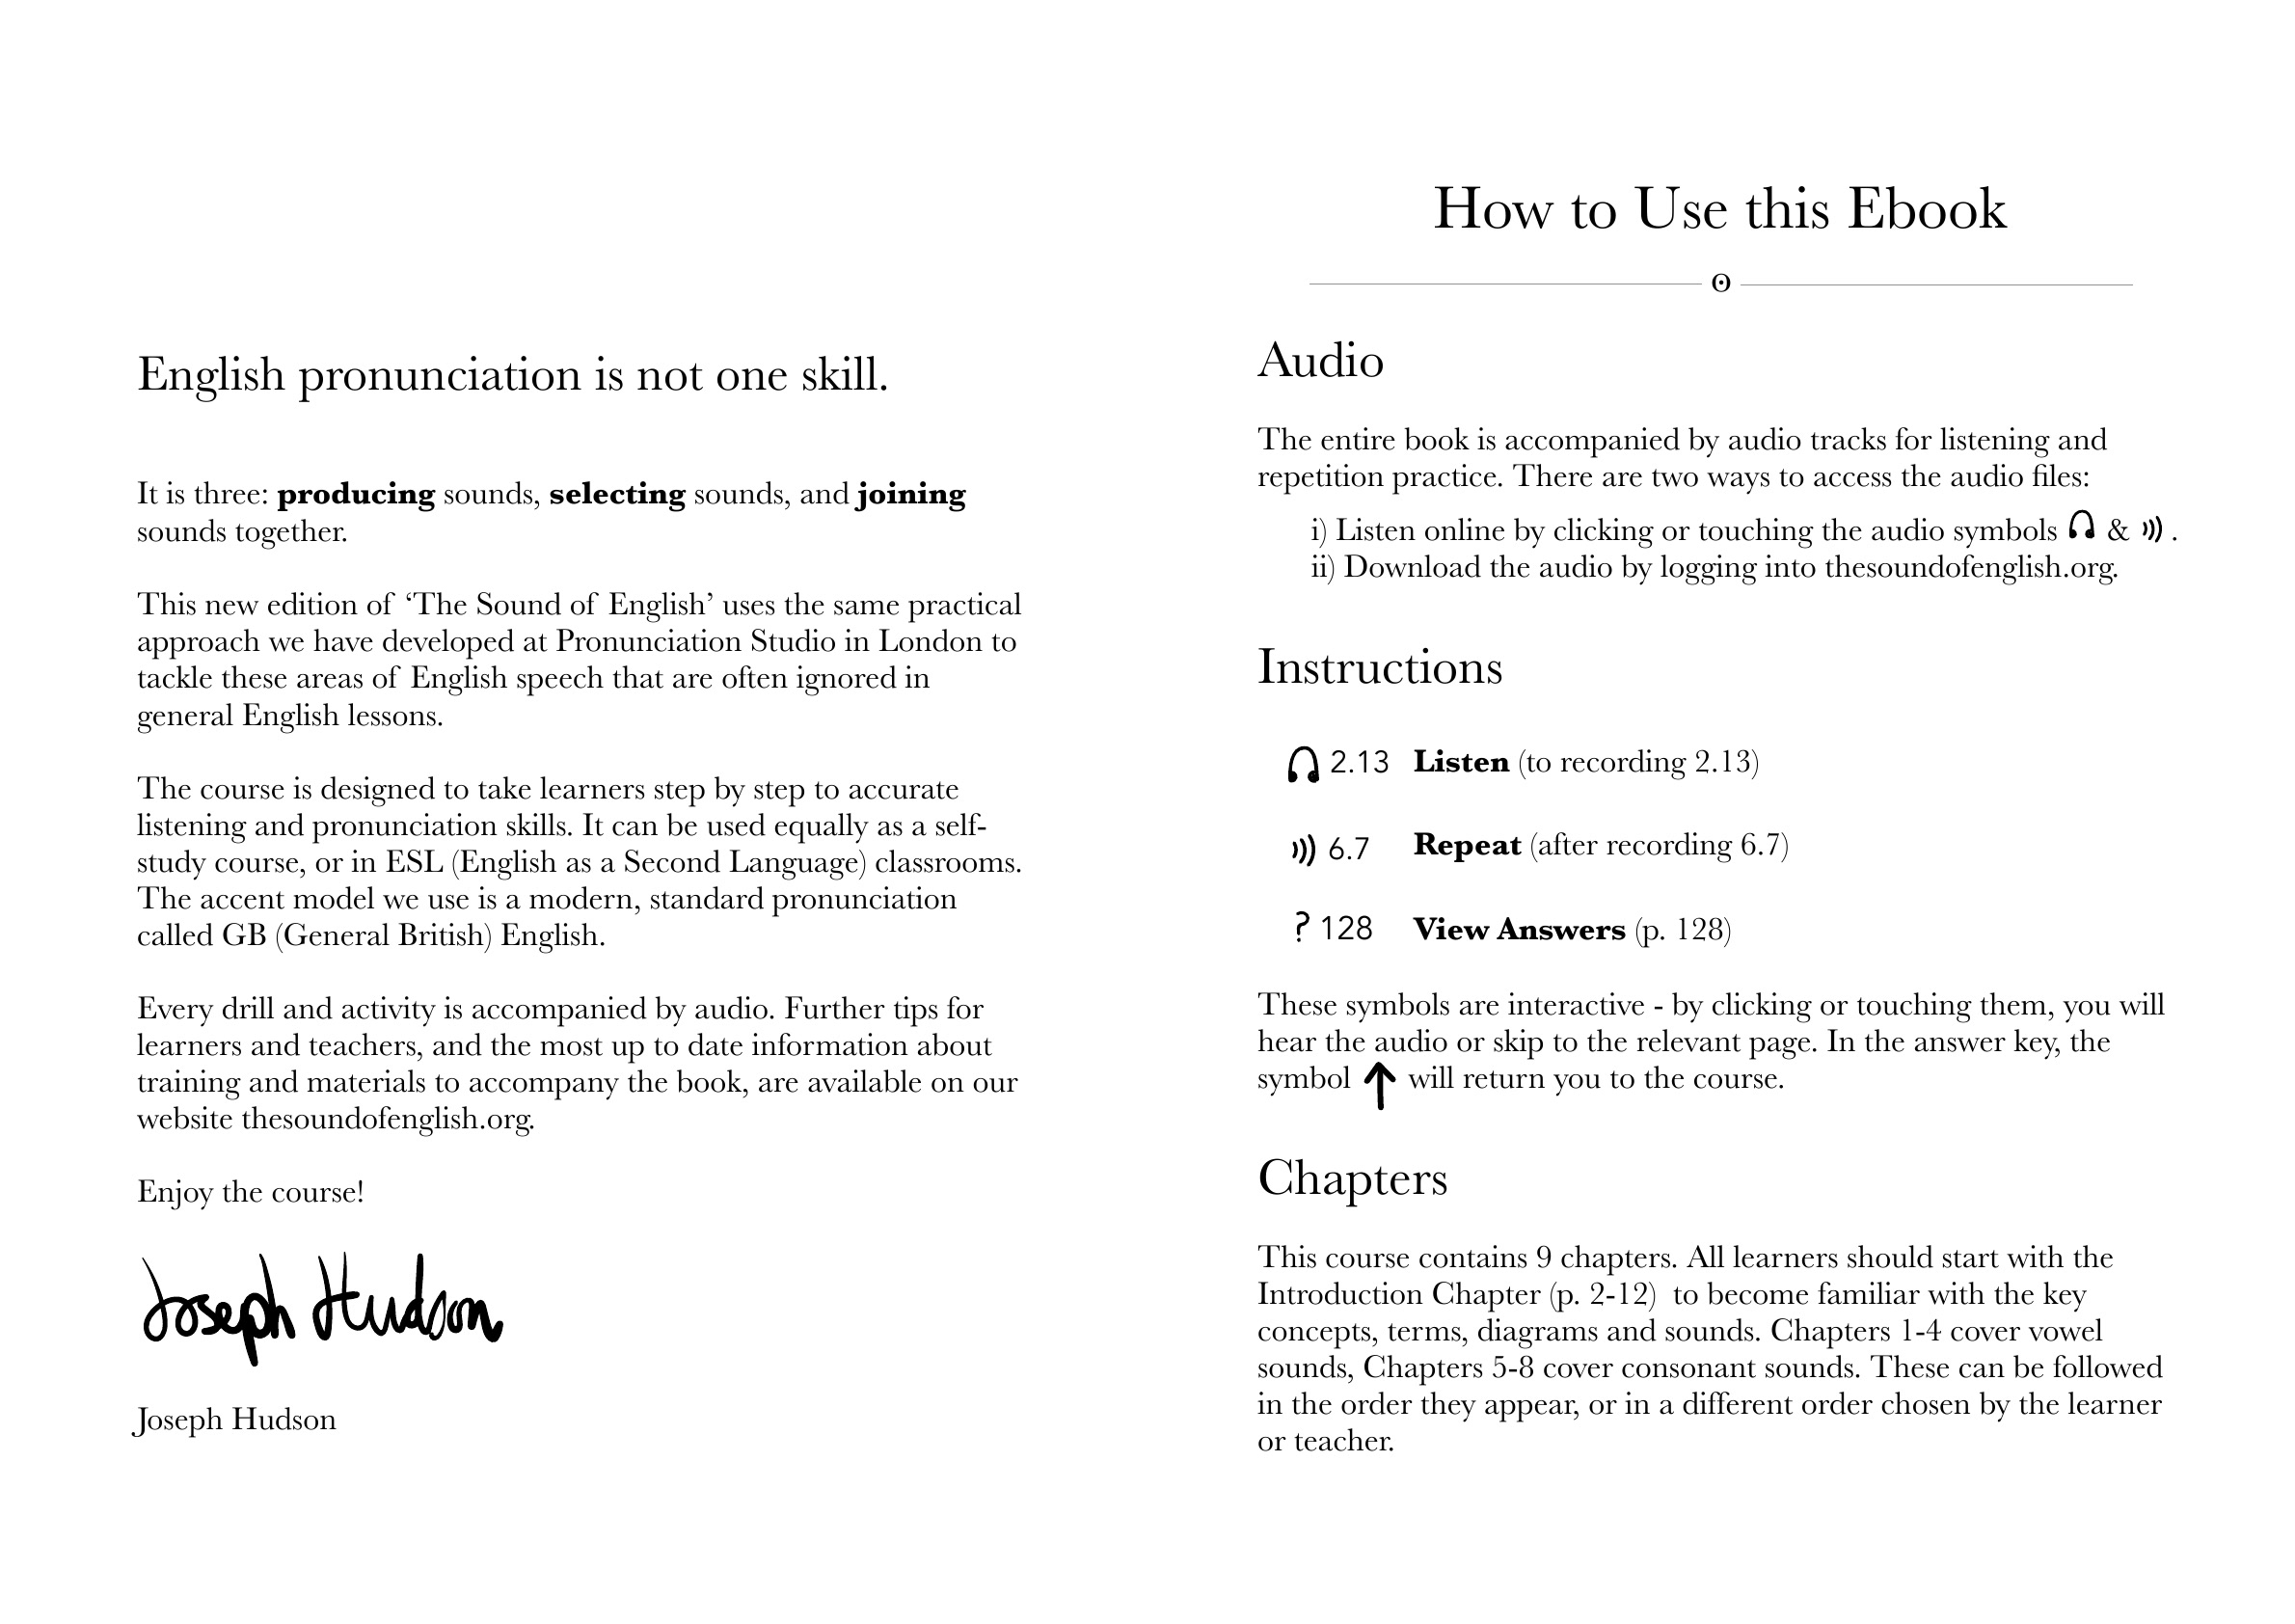 English pronunciation is not one skill.
It is three: producing sounds, selecting sounds, and joining
sounds together.
This new edition of ‘The Sound of English’ uses the same practical
approach we have developed at Pronunciation Studio in London to
tackle these areas of English speech that are often ignored in
general English lessons.
The course is designed to take learners step by step to accurate
listening and pronunciation skills. It can be used equally as a self-
study course, or in ESL (English as a Second Language) classrooms.
The accent model we use is a modern, standard pronunciation
called GB (General British) English.
Every drill and activity is accompanied by audio. Further tips for
learners and teachers, and the most up to date information about
training and materials to accompany the book, are available on our
website thesoundofenglish.org.
Enjoy the course!
Joseph Hudson
Joseph Hudson
How to Use this Ebook
Audio
The entire book is accompanied by audio tracks for listening and
repetition practice. There are two ways to access the audio files:
i) Listen online by clicking or touching the audio symbols & .
ii) Download the audio by logging into thesoundofenglish.org.
Instructions
2.13 Listen (to recording 2.13)
6.7 Repeat (after recording 6.7)
? 128 View Answers (p. 128)
These symbols are interactive - by clicking or touching them, you will
hear the audio or skip to the relevant page. In the answer key, the
symbol ↑ will return you to the course.
Chapters
This course contains 9 chapters. All learners should start with the
Introduction Chapter (p. 2-12) to become familiar with the key
concepts, terms, diagrams and sounds. Chapters 1-4 cover vowel
sounds, Chapters 5-8 cover consonant sounds. These can be followed
in the order they appear, or in a different order chosen by the learner
or teacher.